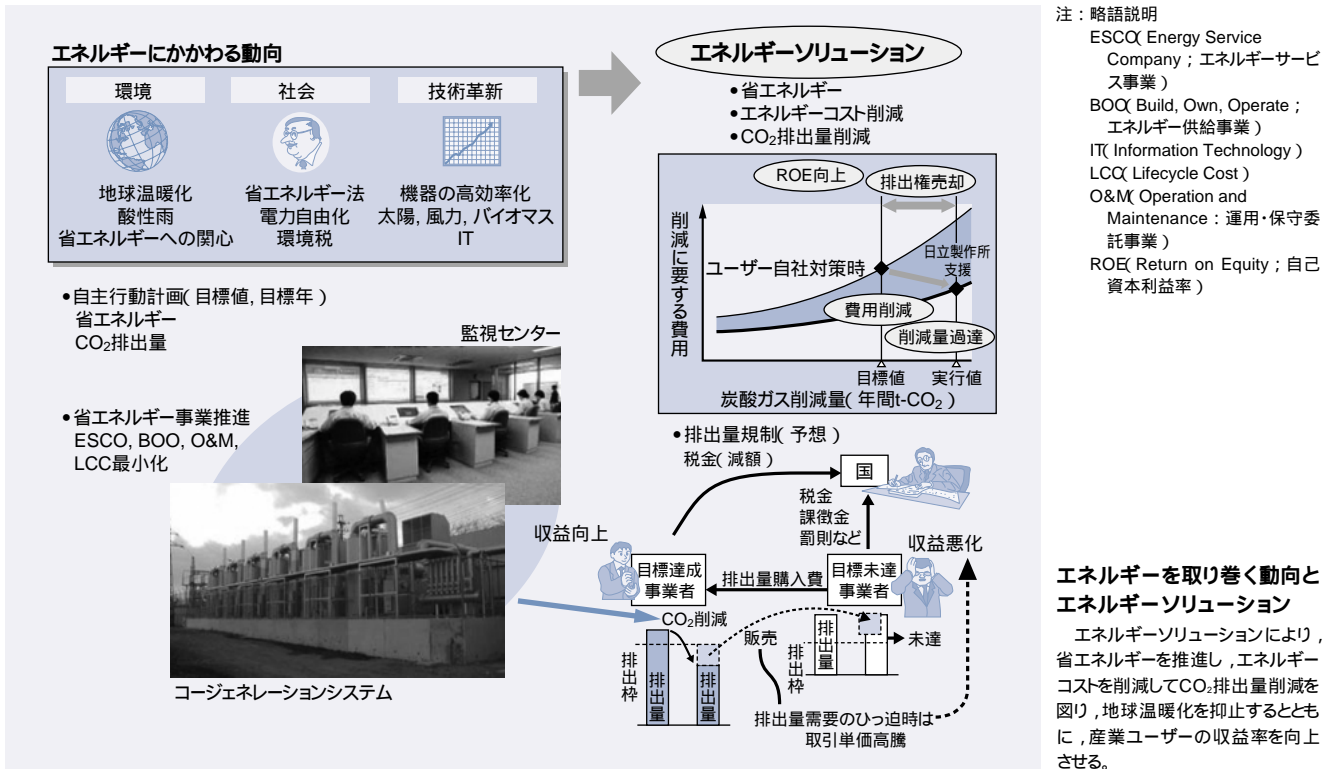 エネルギーにかかわる動向
環境
社会
技術革新
地球温暖化
酸性雨
省エネルギーへの関心
省エネルギー法
電力自由化
環境税
機器の高効率化
太陽, 風力, バイオマス
IT
•自主行動計画(目標値, 目標年)
省エネルギー
CO₂排出量
•省エネルギー事業推進
ESCO, BOO, O&M,
LCC最小化
監視センター
コージェネレーションシステム
エネルギーソリューション
•省エネルギー
•エネルギーコスト削減
•CO₂排出量削減
ROE向上
排出権売却
削減に要する費用
ユーザー自社対策時
日立製作所
支援
費用削減
削減量過達
目標値
実行値
炭酸ガス削減量(年間t-CO₂)
•排出量規制(予想)
税金(減額)
国
税金
課徴金
罰則など
収益向上
収益悪化
目標達成
事業者
排出量購入費
目標未達
事業者
CO₂削減
販売
未達
排出枠
排出量
排出量
排出枠
排出量
排出量需要のひっ迫時は
取引単価高騰
注：略語説明
ESCO(Energy Service
Company；エネルギーサービ
ス事業)
BOO(Build, Own, Operate；
エネルギー供給事業)
IT(Information Technology)
LCC(Lifecycle Cost)
O&M(Operation and
Maintenance：運用・保守委
託事業)
ROE(Return on Equity；自己
資本利益率)
エネルギーを取り巻く動向と
エネルギーソリューション
エネルギーソリューションにより,
省エネルギーを推進し,エネルギー
コストを削減してCO₂排出量削減を
図り,地球温暖化を抑止するととも
に,産業ユーザーの収益率を向上
させる。